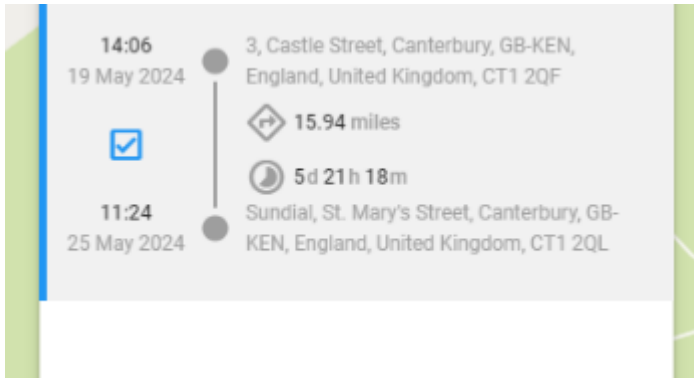 14:06
19 May 2024
3, Castle Street, Canterbury, GB-KEN,
England, United Kingdom, CT1 2QF
15.94 miles
5d 21h 18m
11:24
25 May 2024
Sundial, St. Mary's Street, Canterbury, GB-
KEN, England, United Kingdom, CT1 2QL